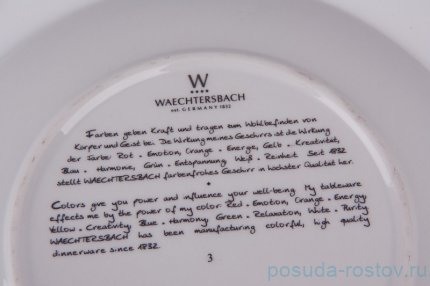 W
WAECHTERSBACH
est. GERMANY 1832
Farben geben Kraft und tragen zum Wohlbefinden von
Körper und Geist bei. Die Wirkung meines Geschirrs ist die Wirkung
der Farbe Rot. Emotion, Orange. Energie, Gelb. Kreativität,
Blau. Harmonie, Grün. Entspannung Weiß. Reinheit Seit 1832
stellt WAECHTERSBACH farbenfrohes Geschirr in höchster Qualität her.
Colors give you power and influence your well-being. My tableware
effects me by the power of my color Red. Emotion, Orange. Energy,
Yellow. Creativity, Blue. Harmony, Green. Relaxation, White. Purity.
WAECHTERSBACH has been manufacturing colorful, high quality
dinnerware since 1832.
3
posuda-rostov.ru